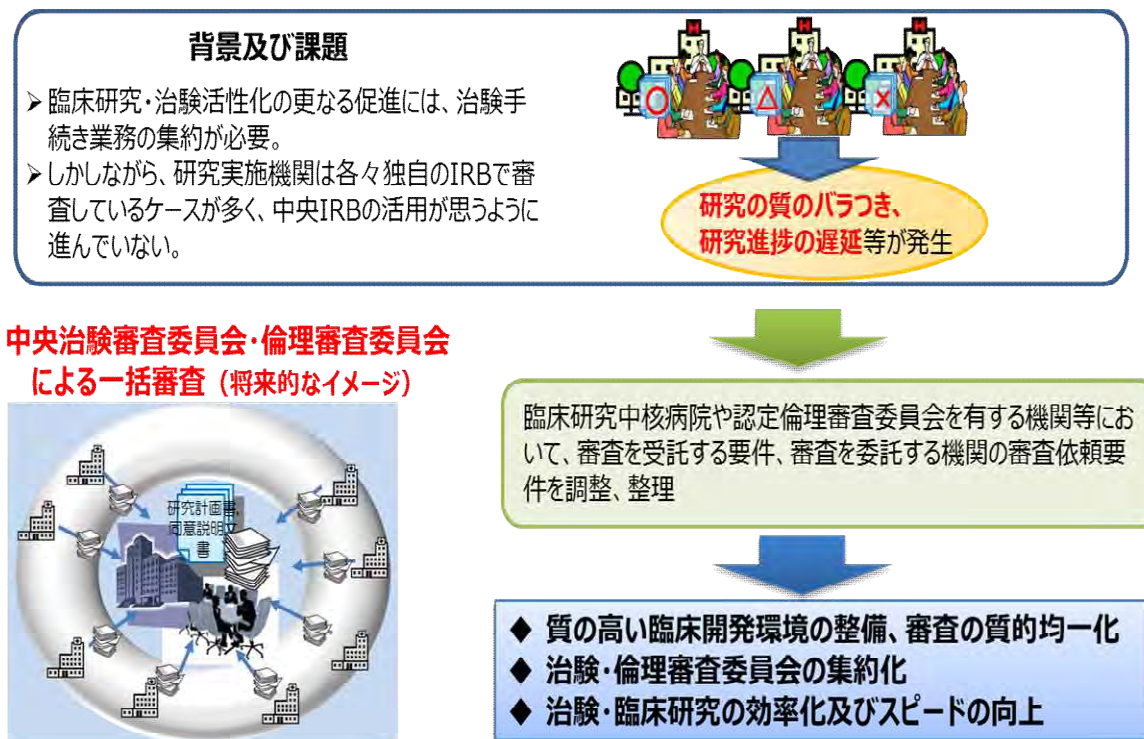 背景及び課題
➢ 臨床研究・治験活性化の更なる促進には、治験手
続き業務の集約が必要。
➢ しかしながら、研究実施機関は各々独自のIRBで審
査しているケースが多く、中央IRBの活用が思うように
進んでいない。
H H H
○ △ ×
研究の質のバラつき、
研究進捗の遅延等が発生
中央治験審査委員会・倫理審査委員会
による一括審査（将来的なイメージ）
研究計画書、
同意説明文
書
臨床研究中核病院や認定倫理審査委員会を有する機関等にお
いて、審査を受託する要件、審査を委託する機関の審査依頼要
件を調整、整理
◆ 質の高い臨床開発環境の整備、審査の質的均一化
◆ 治験・倫理審査委員会の集約化
◆ 治験・臨床研究の効率化及びスピードの向上